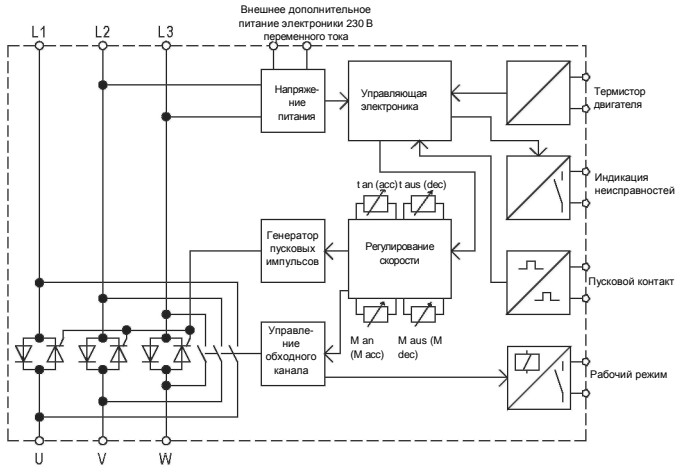 Внешнее дополнительное
питание электроники 230 В
переменного тока
L1
L2
L3
Напряже-
ние
питания
Управляющая
электроника
Термистор
двигателя
Индикация
неисправностей
t an (acc)
t aus (dec)
Генератор
пусковых
импульсов
Регулирование
скорости
Пусковой контакт
M an
(M acc)
M aus (M
dec)
Управле-
ние
обходного
канала
Рабочий режим
U
V
W